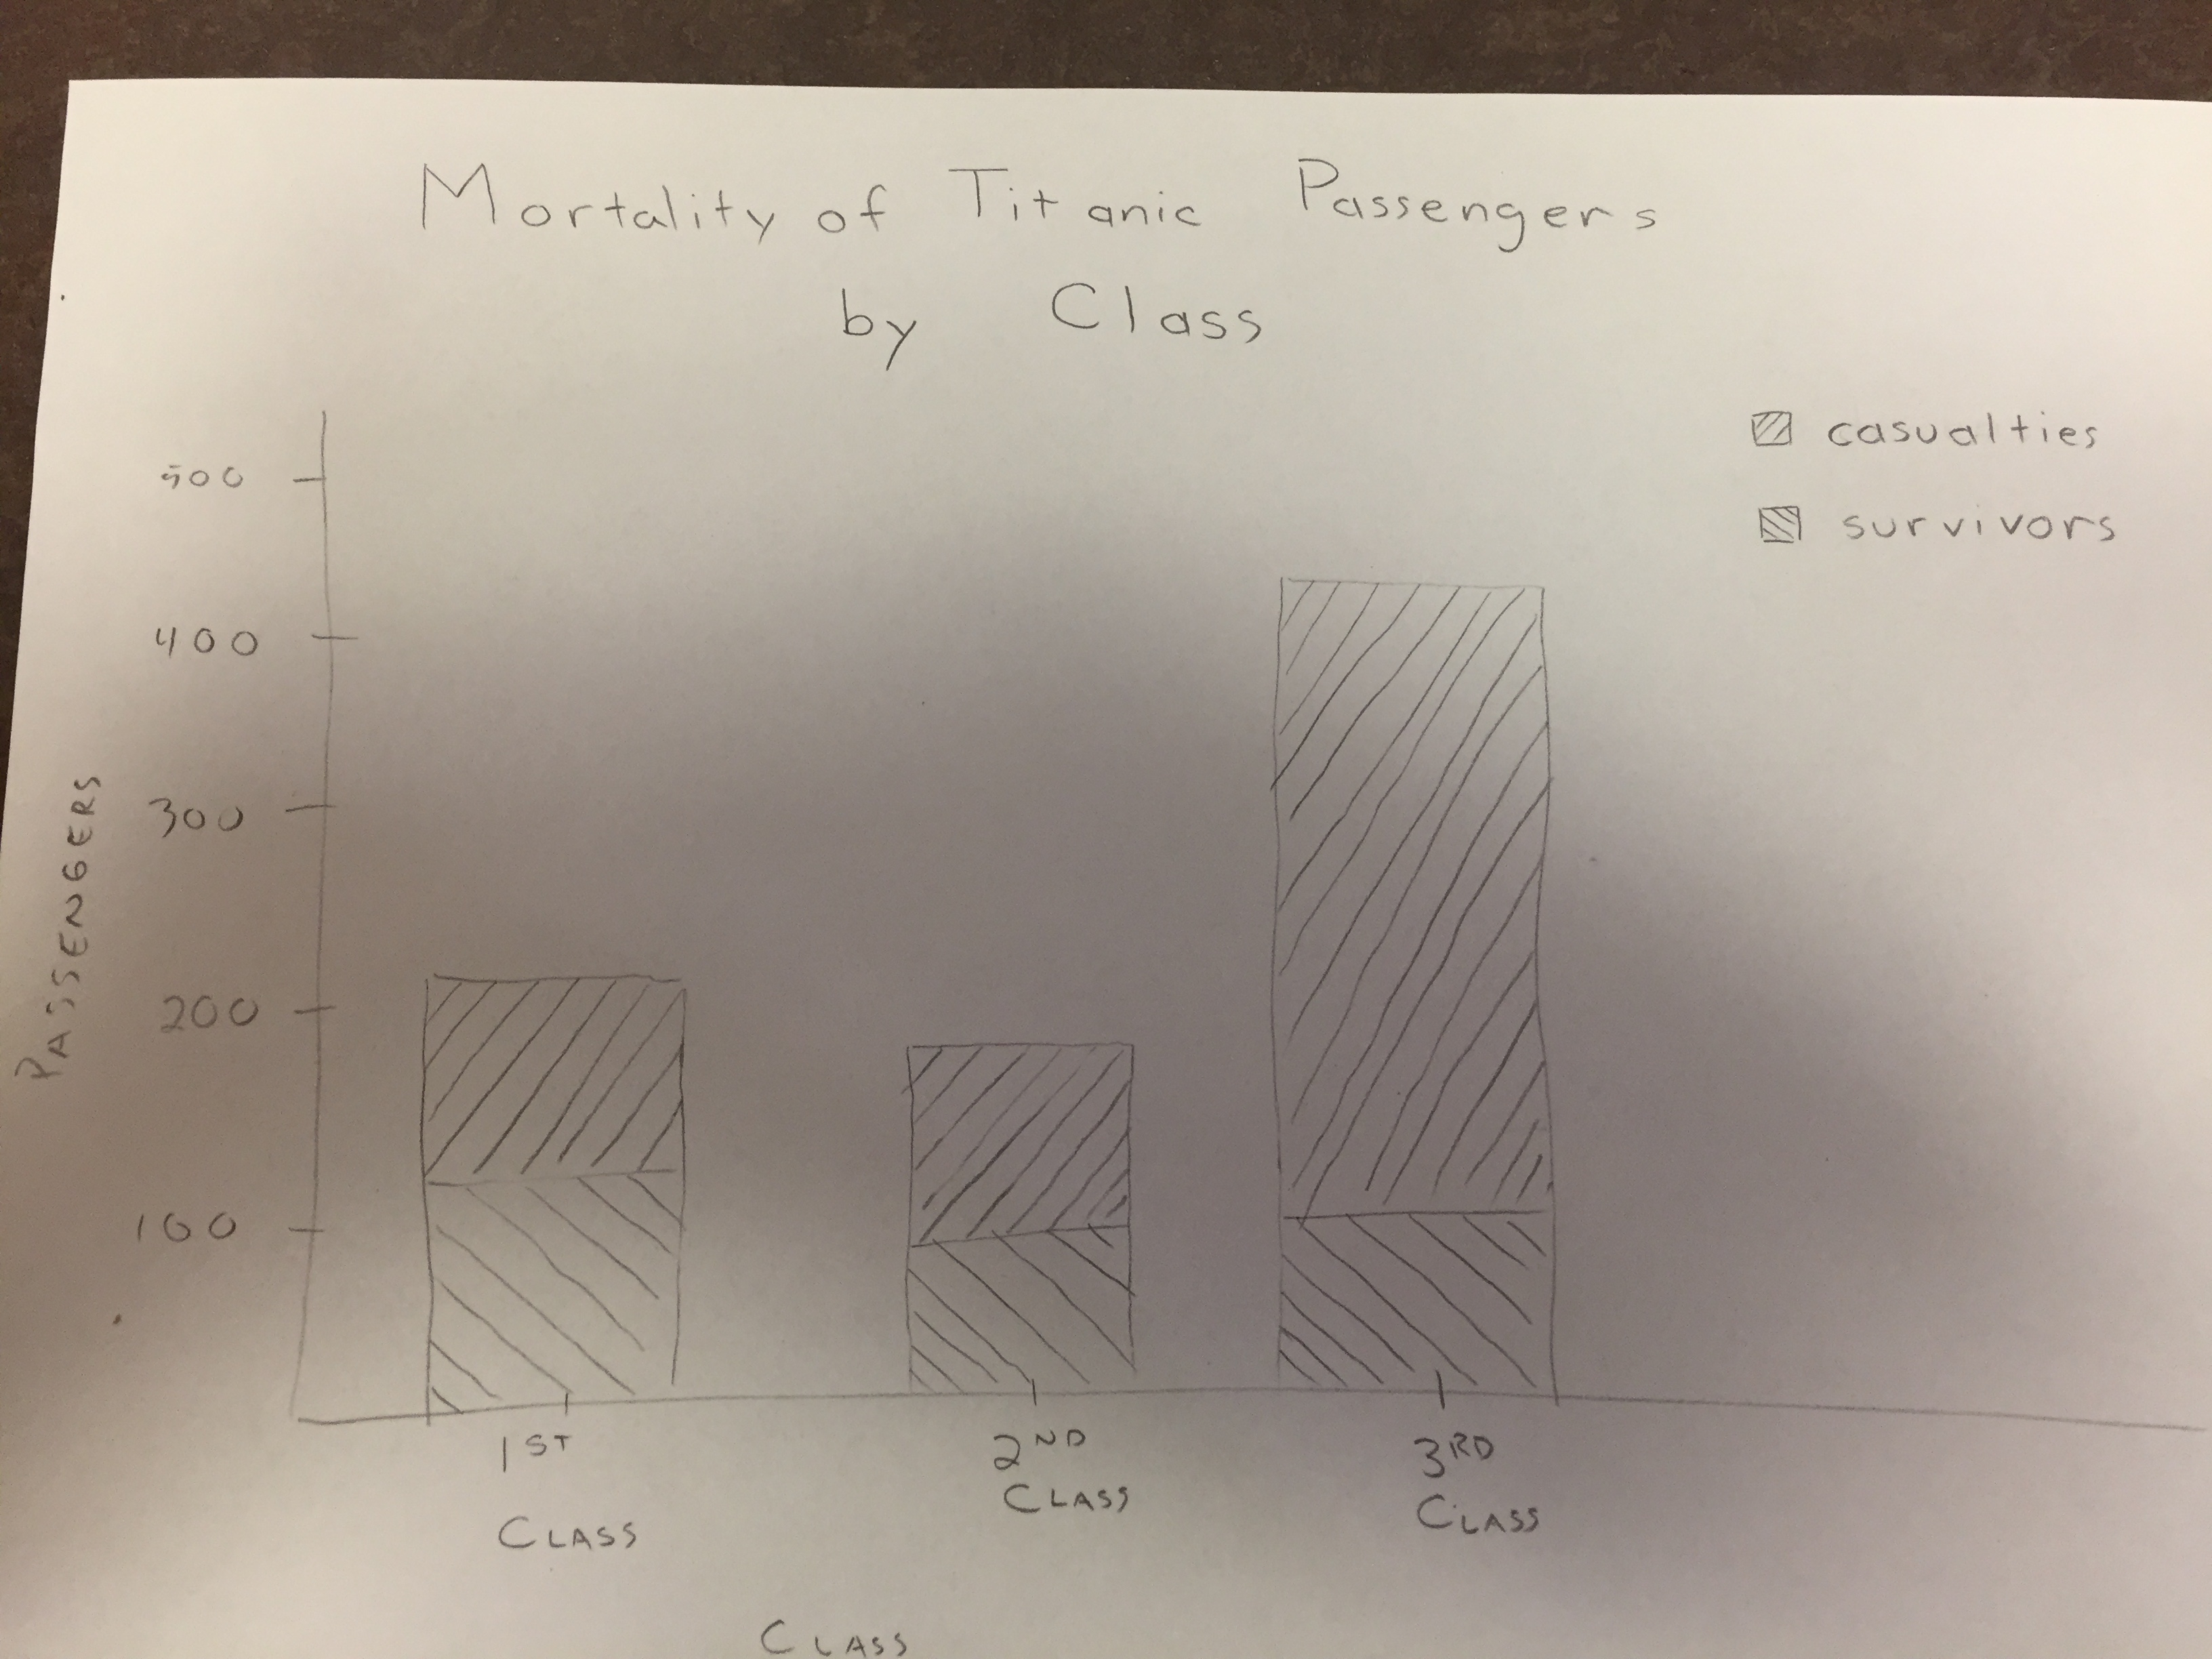 Mortality of Titanic Passengers
by Class
casualties
survivors
500
400
300
200
100
PASSENGERS
1ST
CLASS
2ND
CLASS
3RD
CLASS
CLASS